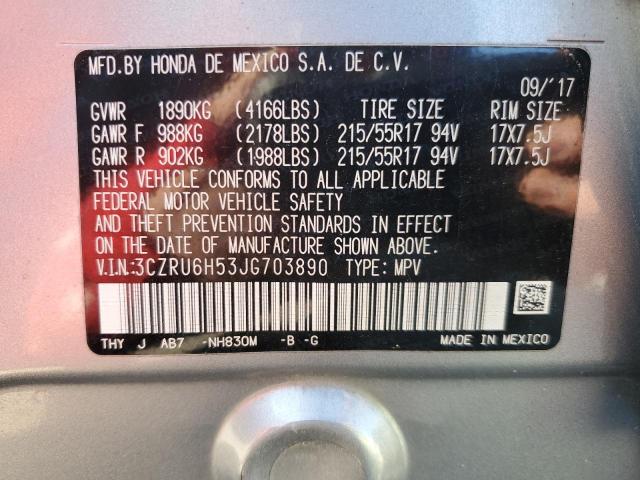 MFD.BY HONDA DE MEXICO S.A. DE C.V.
09/'17
GVWR 1890KG (4166LBS) TIRE SIZE RIM SIZE
GAWR F 988KG (2178LBS) 215/55R17 94V 17X7.5J
GAWR R 902KG (1988LBS) 215/55R17 94V 17X7.5J
THIS VEHICLE CONFORMS TO ALL APPLICABLE
FEDERAL MOTOR VEHICLE SAFETY
AND THEFT PREVENTION STANDARDS IN EFFECT
ON THE DATE OF MANUFACTURE SHOWN ABOVE.
V.I.N.:3CZRU6H53JG703890 TYPE: MPV
THY J AB7 -NH830M -B -G MADE IN MEXICO